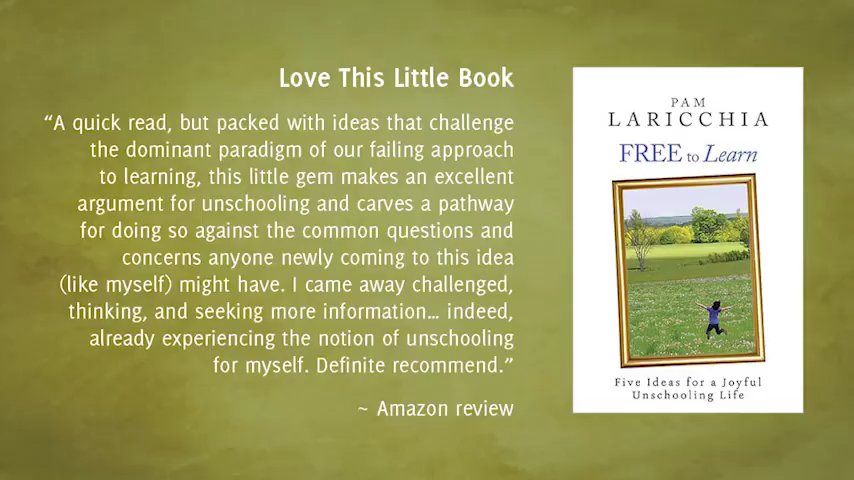 Love This Little Book
“A quick read, but packed with ideas that challenge
the dominant paradigm of our failing approach
to learning, this little gem makes an excellent
argument for unschooling and carves a pathway
for doing so against the common questions and
concerns anyone newly coming to this idea
(like myself) might have. I came away challenged,
thinking, and seeking more information... indeed,
already experiencing the notion of unschooling
for myself. Definite recommend.”
~ Amazon review
PAM
LARICCHIA
FREE to Learn
Five Ideas for a Joyful
Unschooling Life